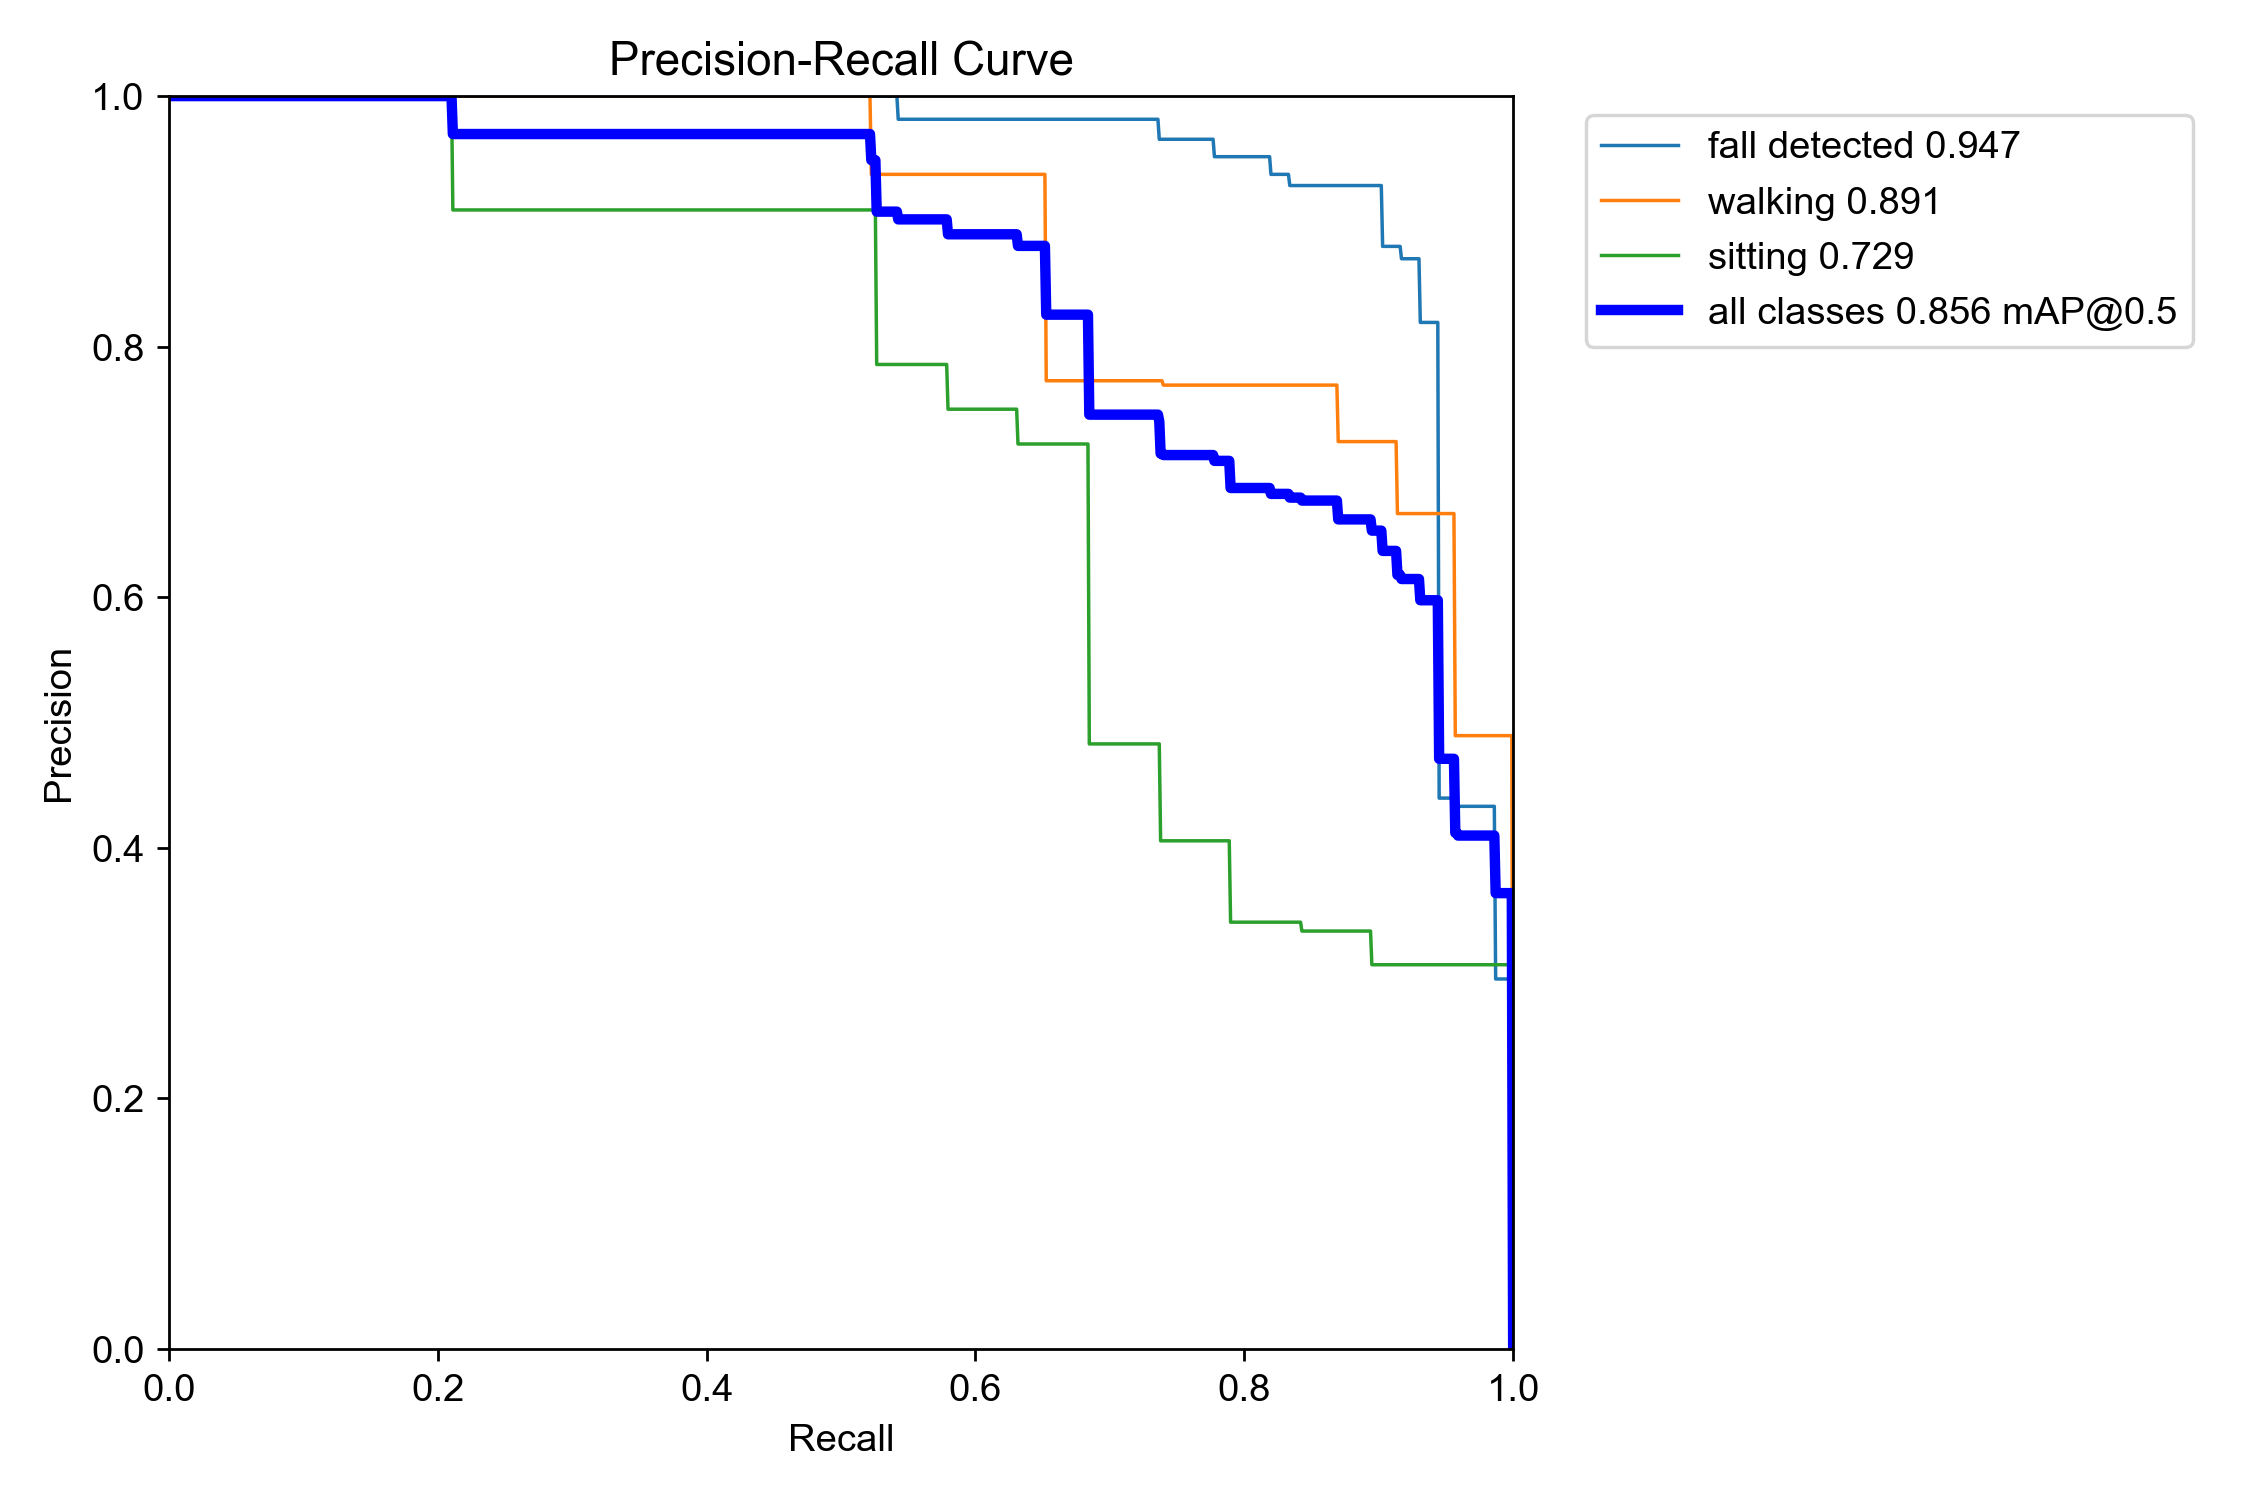 Precision-Recall Curve
1.0
0.8
0.6
0.4
0.2
0.0
Precision
0.0 0.2 0.4 0.6 0.8 1.0
Recall
fall detected 0.947
walking 0.891
sitting 0.729
all classes 0.856 mAP@0.5